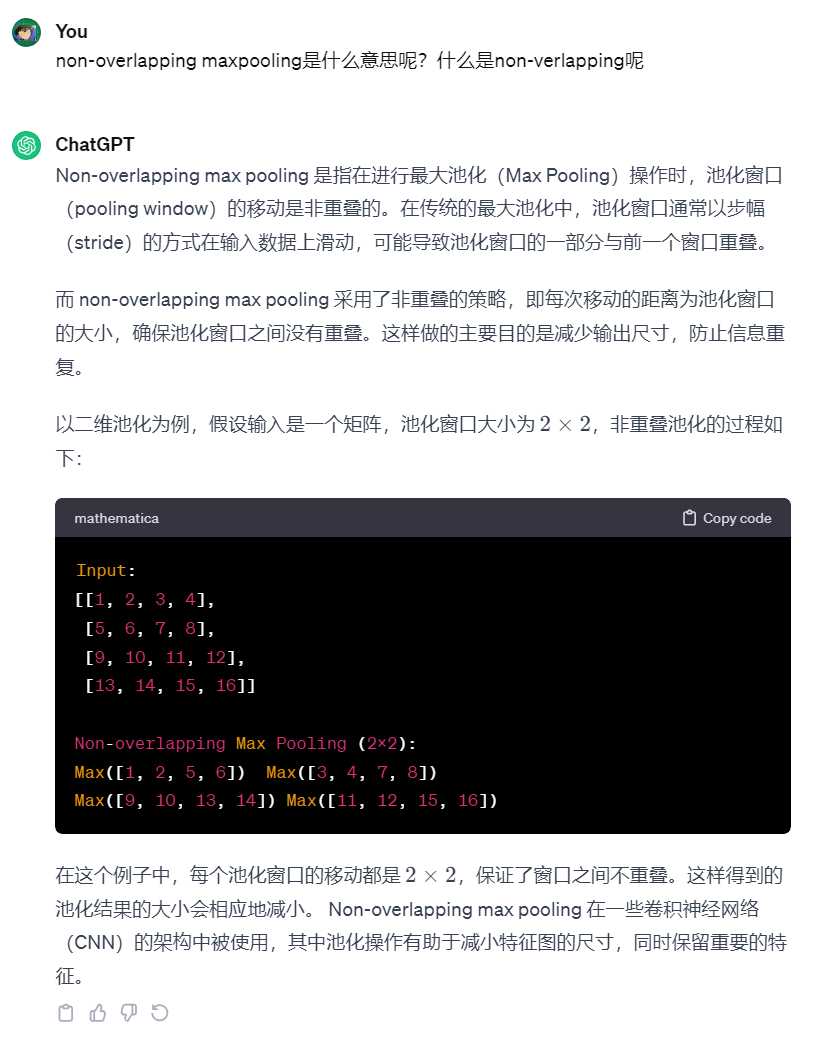 You
non-overlapping maxpooling是什么意思呢？什么是non-verlapping呢
ChatGPT
Non-overlapping max pooling 是指在进行最大池化（Max Pooling）操作时，池化窗口
（pooling window）的移动是非重叠的。在传统的最大池化中，池化窗口通常以步幅
（stride）的方式在输入数据上滑动，可能导致池化窗口的一部分与前一个窗口重叠。
而 non-overlapping max pooling 采用了非重叠的策略，即每次移动的距离为池化窗口
的大小，确保池化窗口之间没有重叠。这样做的主要目的是减少输出尺寸，防止信息重
复。
以二维池化为例，假设输入是一个矩阵，池化窗口大小为 2 × 2，非重叠池化的过程如
下：
mathematica Copy code
Input:
[[1, 2, 3, 4],
[5, 6, 7, 8],
[9, 10, 11, 12],
[13, 14, 15, 16]]
Non-overlapping Max Pooling (2×2):
Max([1, 2, 5, 6]) Max([3, 4, 7, 8])
Max([9, 10, 13, 14]) Max([11, 12, 15, 16])
在这个例子中，每个池化窗口的移动都是 2 × 2，保证了窗口之间不重叠。这样得到的
池化结果的大小会相应地减小。 Non-overlapping max pooling 在一些卷积神经网络
（CNN）的架构中被使用，其中池化操作有助于减小特征图的尺寸，同时保留重要的特
征。